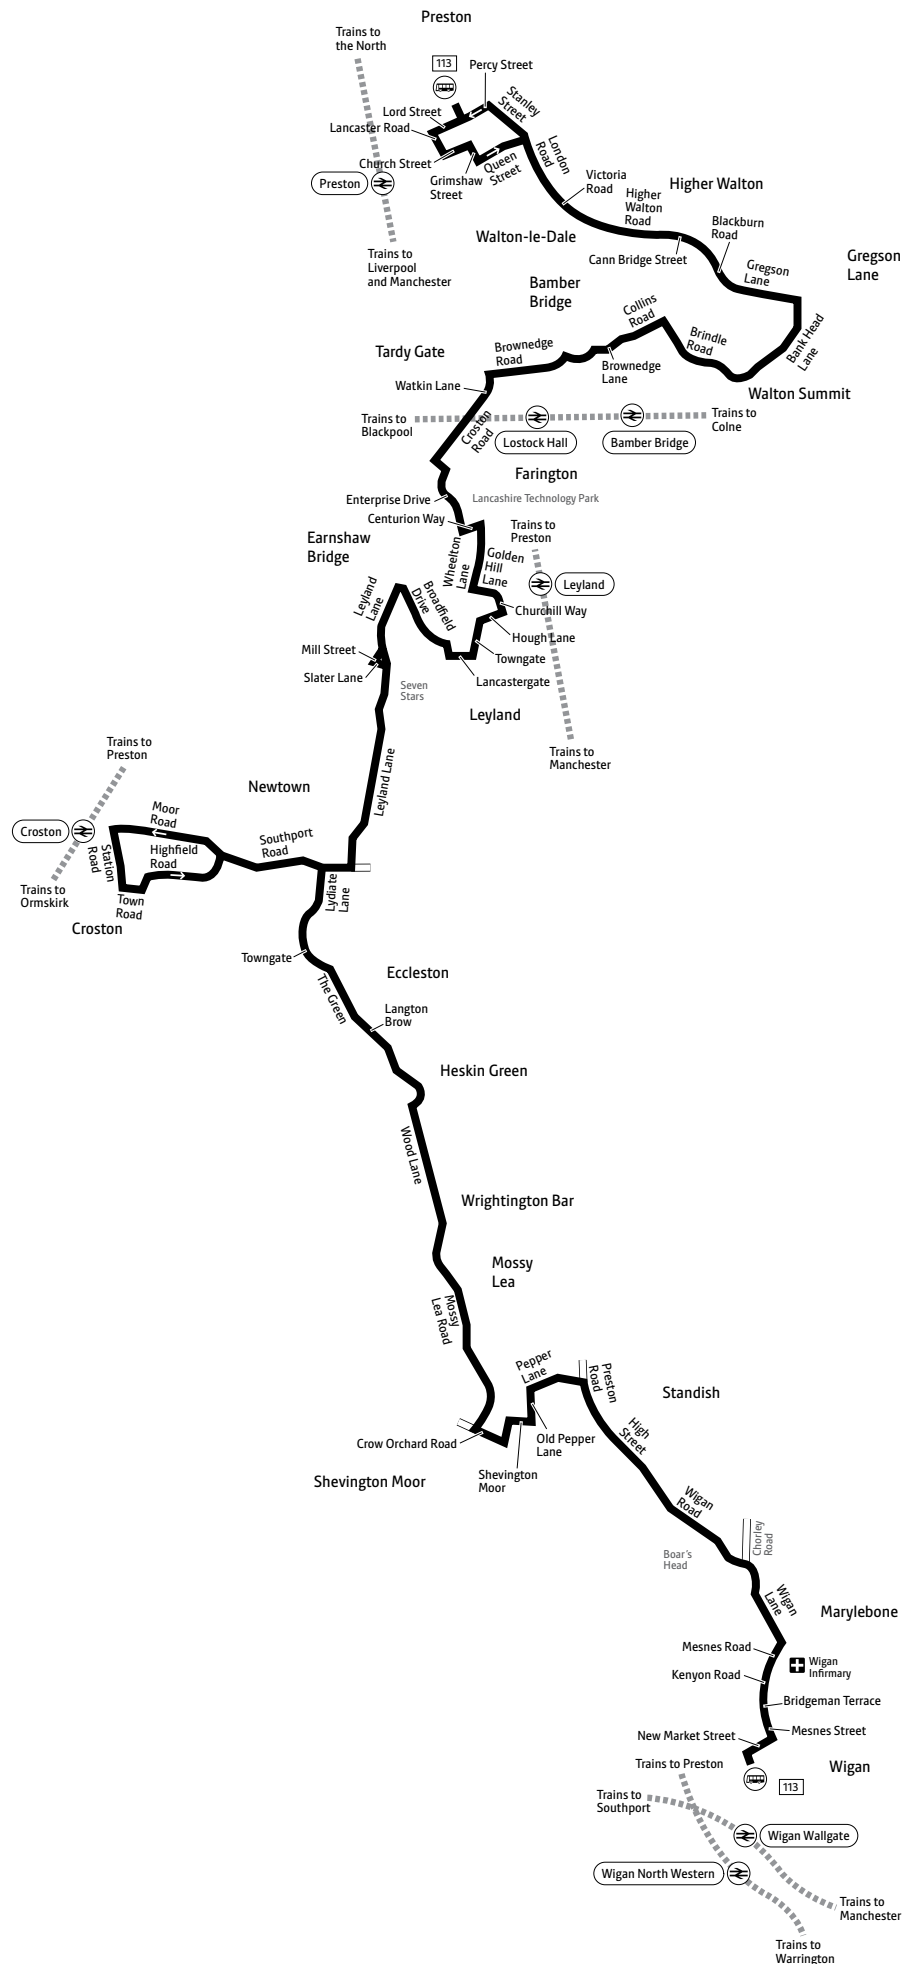 Preston
Trains to
the North
113
Percy Street
Stanley
Street
Lord Street
Lancaster Road
Church Street
Grimshaw
Street
Queen
Street
London
Road
Preston
Victoria
Road
Higher
Walton
Road
Higher Walton
Blackburn
Road
Walton-le-Dale
Cann Bridge Street
Trains to
Liverpool
and Manchester
Gregson
Lane
Gregson
Lane
Bamber
Bridge
Collins
Road
Brindle
Road
Bank Head
Lane
Brownedge
Road
Tardy Gate
Brownedge
Lane
Watkin Lane
Walton Summit
Trains to
Blackpool
Croston
Road
Lostock Hall
Bamber Bridge
Trains to
Colne
Farington
Enterprise Drive
Lancashire Technology Park
Centurion Way
Trains to
Preston
Earnshaw
Bridge
Wheelton
Lane
Golden
Hill
Lane
Leyland
Leyland
Lane
Broadfield
Drive
Churchill Way
Hough Lane
Mill Street
Towngate
Slater Lane
Lancastergate
Seven
Stars
Leyland
Trains to
Manchester
Leyland Lane
Trains to
Preston
Newtown
Moor
Road
Croston
Station
Road
Highfield
Road
Southport
Road
Trains to
Ormskirk
Town
Road
Lydiate
Lane
Croston
Towngate
The Green
Eccleston
Langton
Brow
Heskin Green
Wood Lane
Wrightington Bar
Mossy
Lea
Mossy
Lea Road
Pepper
Lane
Preston
Road
Standish
High
Street
Crow Orchard Road
Old Pepper
Lane
Shevington
Moor
Shevington Moor
Wigan
Road
Chorley
Road
Boar's
Head
Wigan
Lane
Marylebone
Mesnes Road
Wigan
Infirmary
Kenyon Road
Bridgeman Terrace
Mesnes Street
New Market Street
Wigan
Trains to Preston
113
Trains to
Southport
Wigan Wallgate
Wigan North Western
Trains to
Manchester
Trains to
Warrington